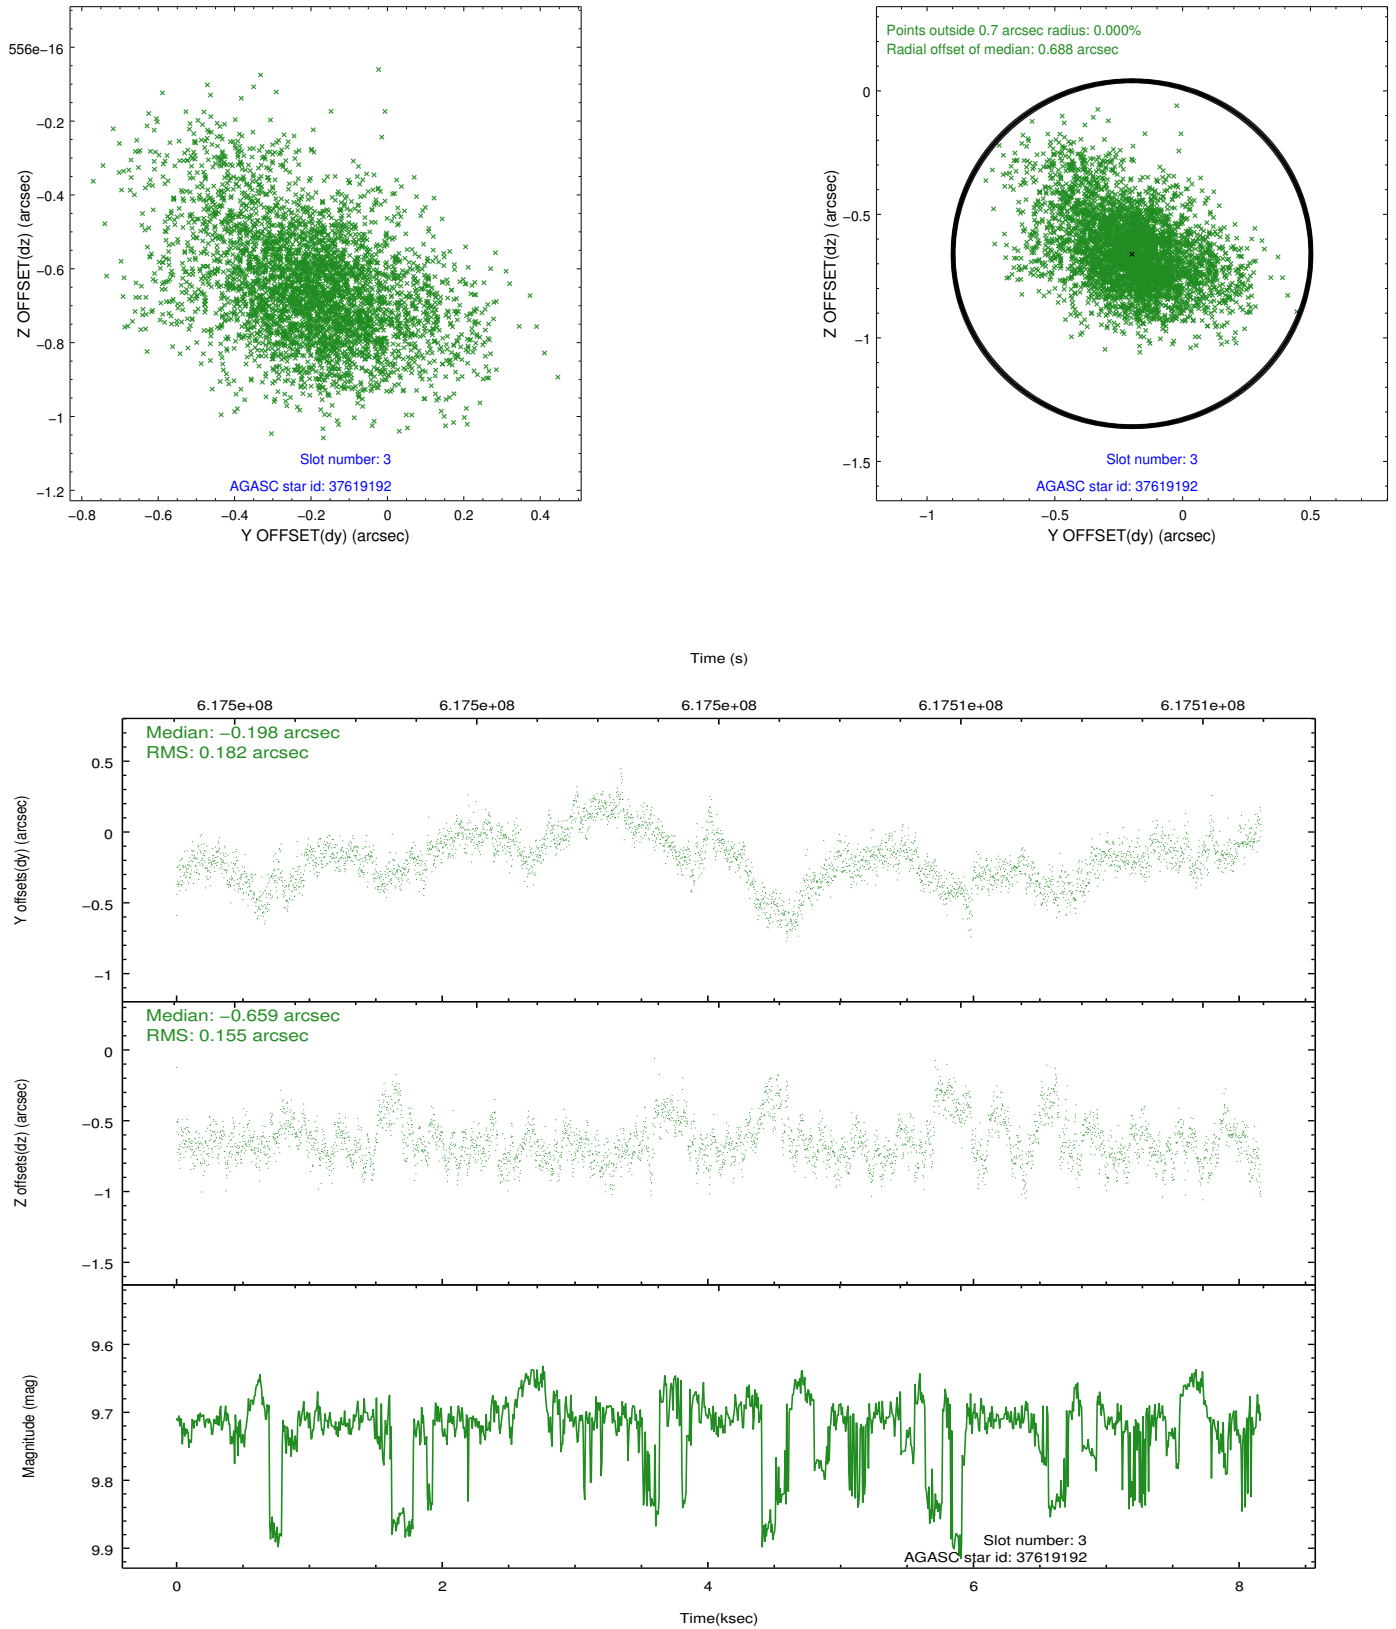 556e−16
−0.2
−0.4
−0.6
−0.8
−1
−1.2
Z OFFSET(dz) (arcsec)
Slot number: 3
AGASC star id: 37619192
−0.8 −0.6 −0.4 −0.2 0 0.2 0.4
Y OFFSET(dy) (arcsec)
Points outside 0.7 arcsec radius: 0.000%
Radial offset of median: 0.688 arcsec
0
−0.5
−1
−1.5
Z OFFSET(dz) (arcsec)
Slot number: 3
AGASC star id: 37619192
−1 −0.5 0 0.5
Y OFFSET(dy) (arcsec)
Time (s)
6.175e+08 6.175e+08 6.175e+08 6.1751e+08 6.1751e+08
Median: −0.198 arcsec
RMS: 0.182 arcsec
0.5
0
−0.5
−1
Y offsets(dy) (arcsec)
Median: −0.659 arcsec
RMS: 0.155 arcsec
0
−0.5
−1
−1.5
Z offsets(dz) (arcsec)
9.6
9.7
9.8
9.9
Magnitude (mag)
Slot number: 3
AGASC star id: 37619192
0 2 4 6 8
Time(ksec)